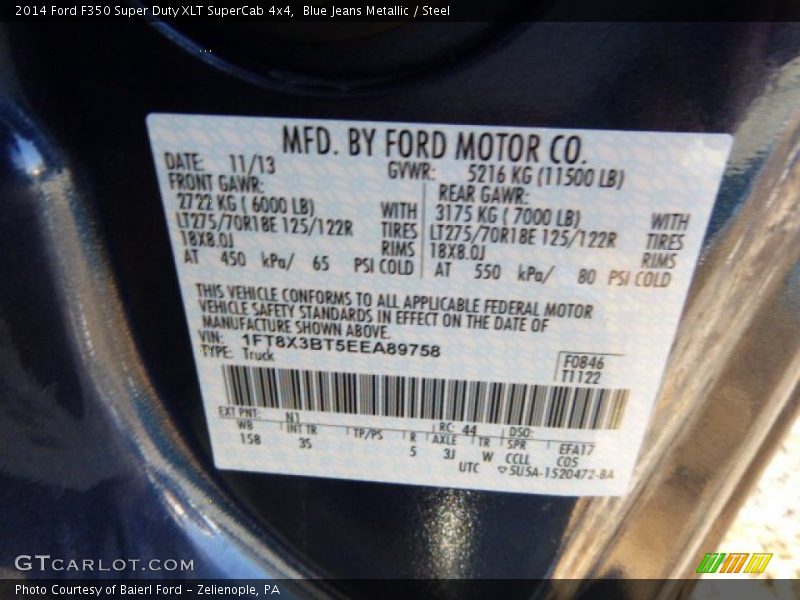 2014 Ford F350 Super Duty XLT SuperCab 4x4, Blue Jeans Metallic / Steel
MFD. BY FORD MOTOR CO.
DATE: 11/13 GVWR: 5216 KG (11500 LB)
FRONT GAWR: REAR GAWR:
2722 KG ( 6000 LB) WITH 3175 KG ( 7000 LB) WITH
LT275/70R18E 125/122R TIRES LT275/70R18E 125/122R TIRES
18X8.0J RIMS 18X8.0J RIMS
AT 450 kPa/ 65 PSI COLD AT 550 kPa/ 80 PSI COLD
THIS VEHICLE CONFORMS TO ALL APPLICABLE FEDERAL MOTOR
VEHICLE SAFETY STANDARDS IN EFFECT ON THE DATE OF
MANUFACTURE SHOWN ABOVE.
VIN: 1FT8X3BT5EEA89758
TYPE: Truck
F0846
T1122
EXT PNT: N1 RC: 44 DSO:
WB INT TR TP/PS R AXLE TR SPR EFA17
158 35 5 3J W CCLL C05
UTC 5U5A-1520472-BA
GTCARLOT.COM
Photo Courtesy of Baierl Ford - Zelienople, PA